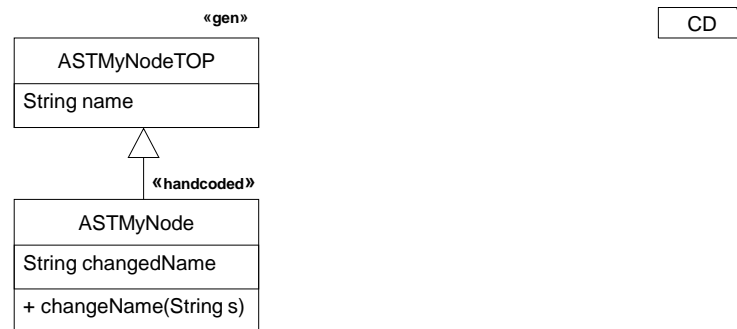 «gen»
CD
ASTMyNodeTOP
String name
«handcoded»
ASTMyNode
String changedName
+ changeName(String s)